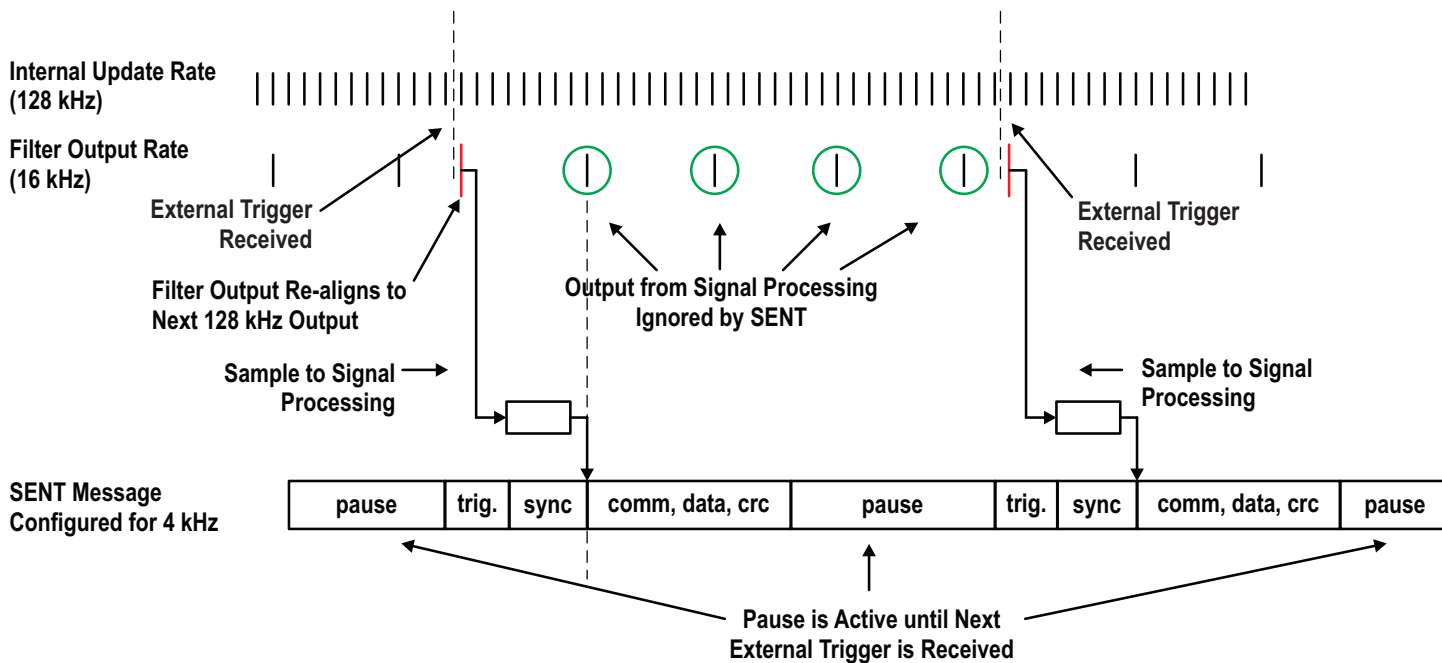 Internal Update Rate
(128 kHz)
Filter Output Rate
(16 kHz)
External Trigger
Received
External Trigger
Received
Filter Output Re-aligns to
Next 128 kHz Output
Output from Signal Processing
Ignored by SENT
Sample to Signal
Processing
Sample to Signal
Processing
SENT Message
Configured for 4 kHz
pause
trig.
sync
comm, data, crc
pause
trig.
sync
comm, data, crc
pause
Pause is Active until Next
External Trigger is Received